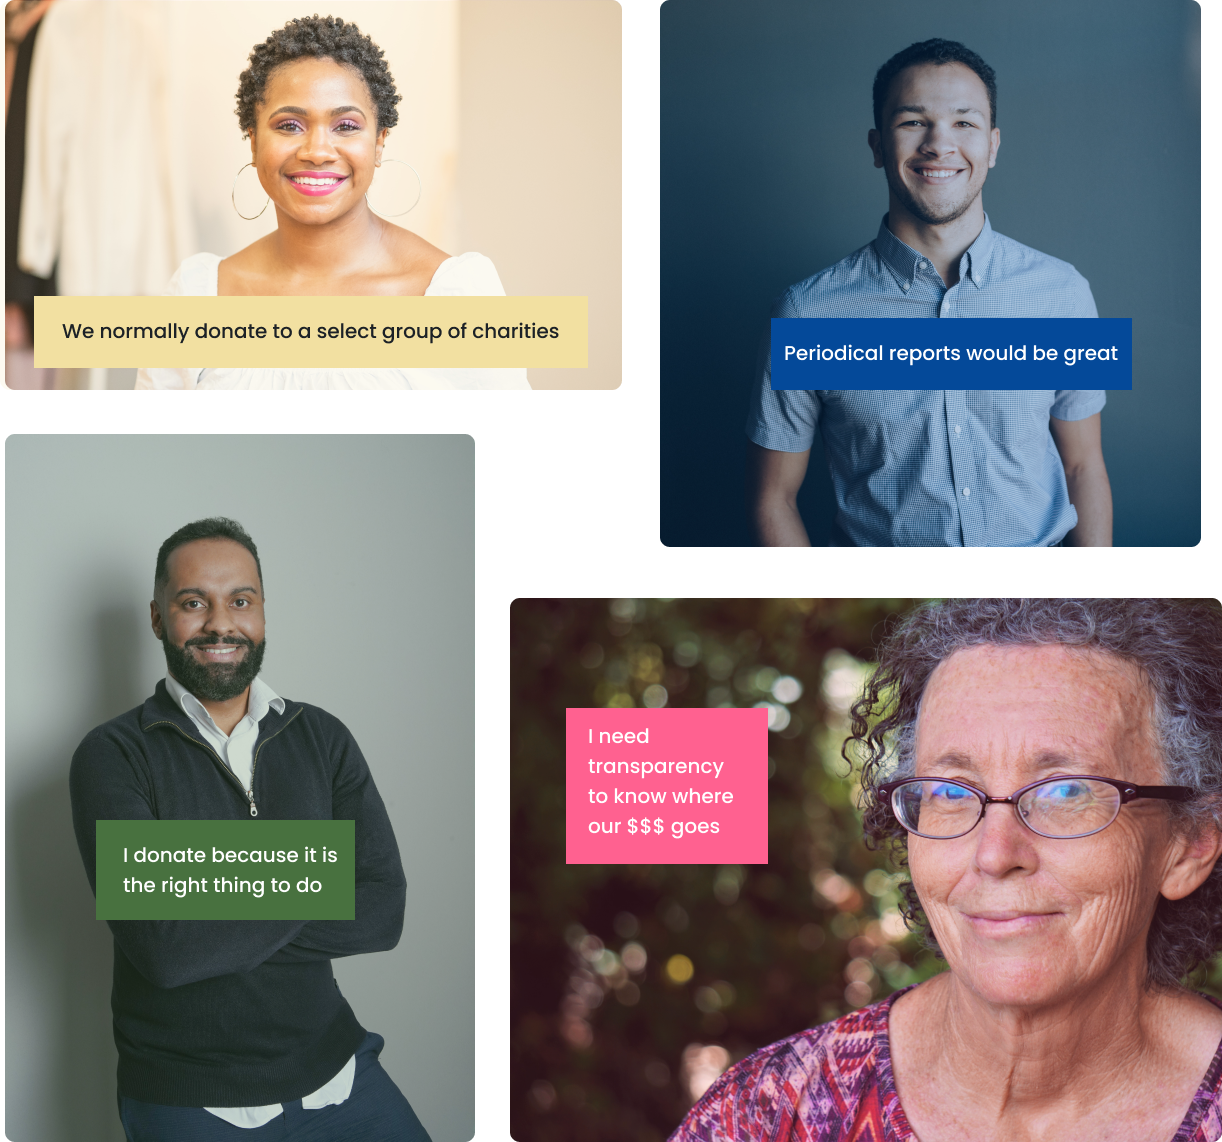 We normally donate to a select group of charities
Periodical reports would be great
I donate because it is
the right thing to do
I need
transparency
to know where
our $$$ goes